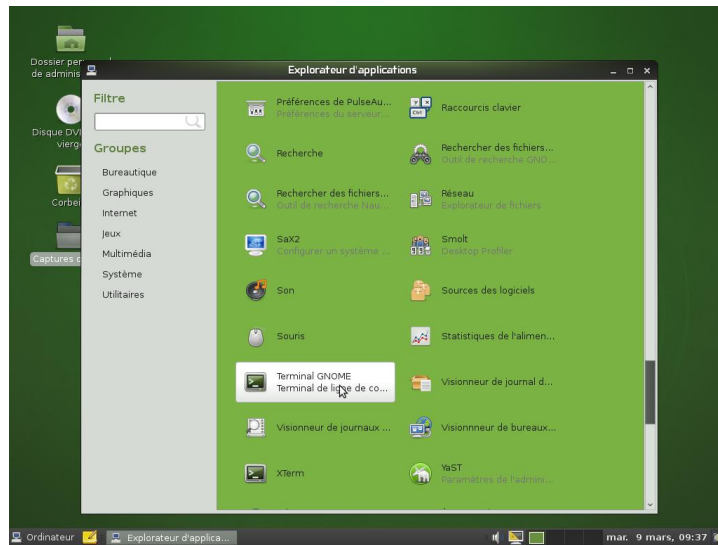 Dossier per
de adminis
Disque DV
vierg
Corbei
Captures d
Explorateur d'applications
Filtre
Groupes
Bureautique
Graphiques
Internet
Jeux
Multimédia
Système
Utilitaires
Préférences de PulseAu...
Préférences du serveur...
Raccourcis clavier
Recherche
Rechercher des fichiers...
Outil de recherche GNO...
Rechercher des fichiers...
Outil de recherche Nau...
Réseau
Explorateur de fichiers
SaX2
Configurer un système ...
Smolt
Desktop Profiler
Son
Sources des logiciels
Souris
Statistiques de l'alimen...
Terminal GNOME
Terminal de ligne de co...
Visionneur de journal d...
Visionneur de journaux ...
Visionnneur de bureaux...
XTerm
YaST
Paramètres de l'admini...
Ordinateur
Explorateur d'applica...
mar. 9 mars, 09:37